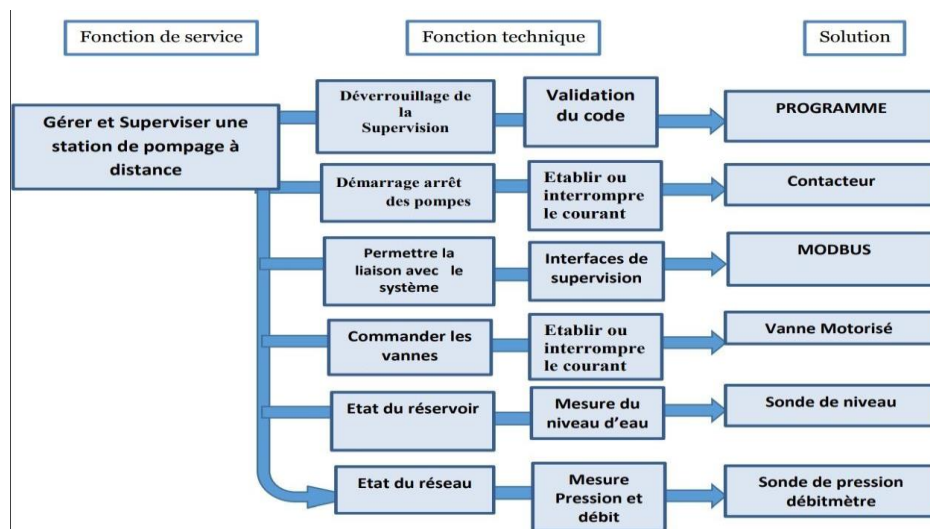 Fonction de service
Fonction technique
Solution
Gérer et Superviser une
station de pompage à
distance
Déverrouillage de
la
Supervision
Validation
du code
PROGRAMME
Démarrage arrêt
des pompes
Etablir ou
interrompre
le courant
Contacteur
Permettre la
liaison avec le
système
Interfaces de
supervision
MODBUS
Commander les
vannes
Etablir ou
interrompre
le courant
Vanne Motorisé
Etat du réservoir
Mesure du
niveau d'eau
Sonde de niveau
Etat du réseau
Mesure
Pression et
débit
Sonde de pression
débitmètre